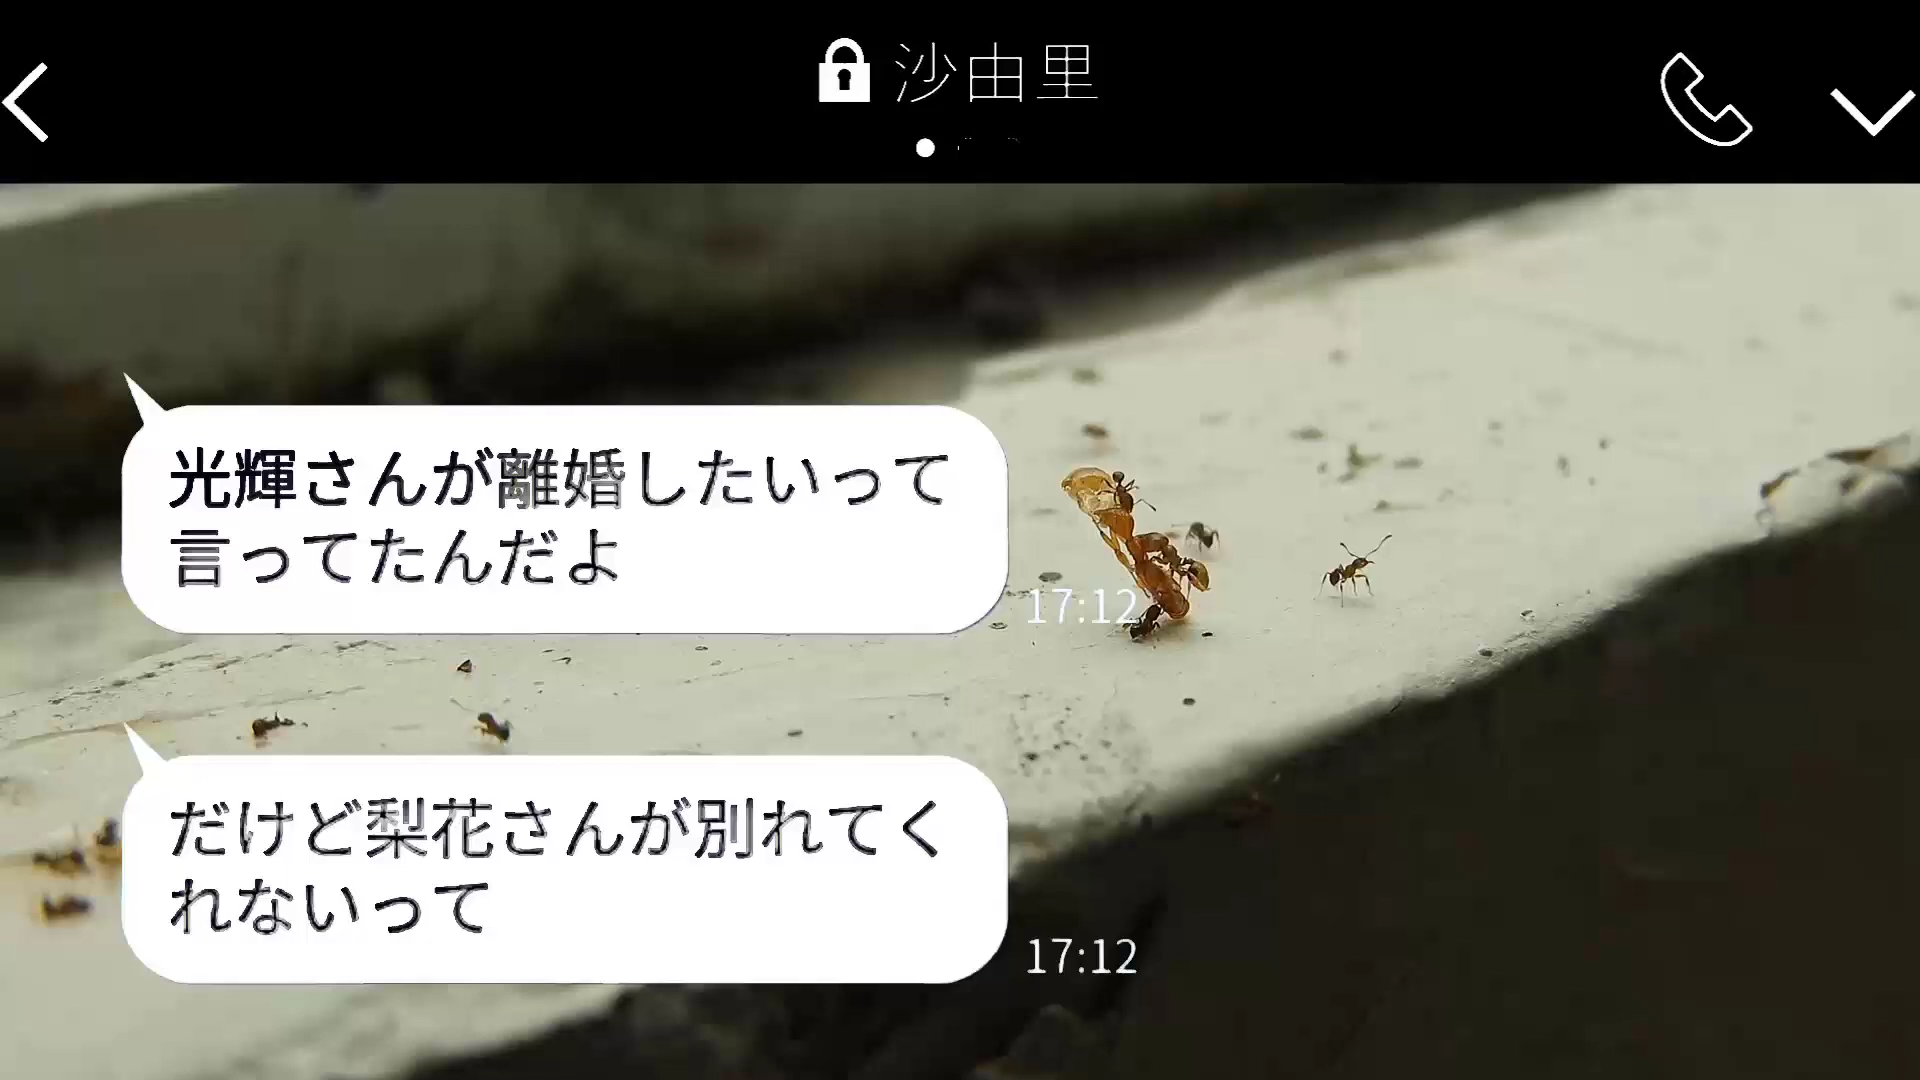 沙由里
光輝さんが離婚したいって
言ってたんだよ
17:12
だけど梨花さんが別れてく
れないって
17:12